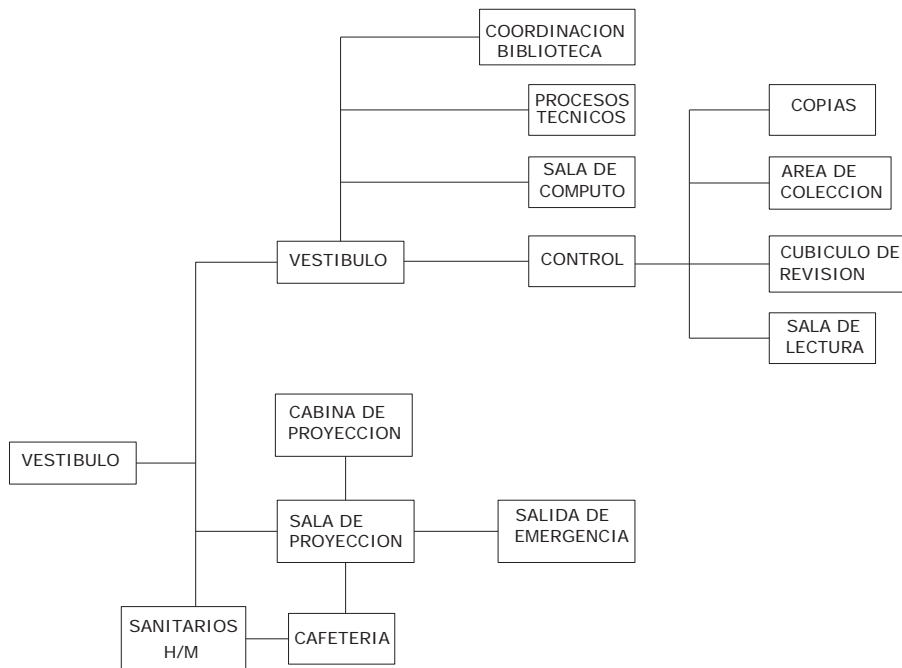 COORDINACION
BIBLIOTECA
PROCESOS
TECNICOS
COPIAS
SALA DE
COMPUTO
AREA DE
COLECCION
VESTIBULO
CONTROL
CUBICULO DE
REVISION
SALA DE
LECTURA
CABINA DE
PROYECCION
VESTIBULO
SALA DE
PROYECCION
SALIDA DE
EMERGENCIA
SANITARIOS
H/M
CAFETERIA